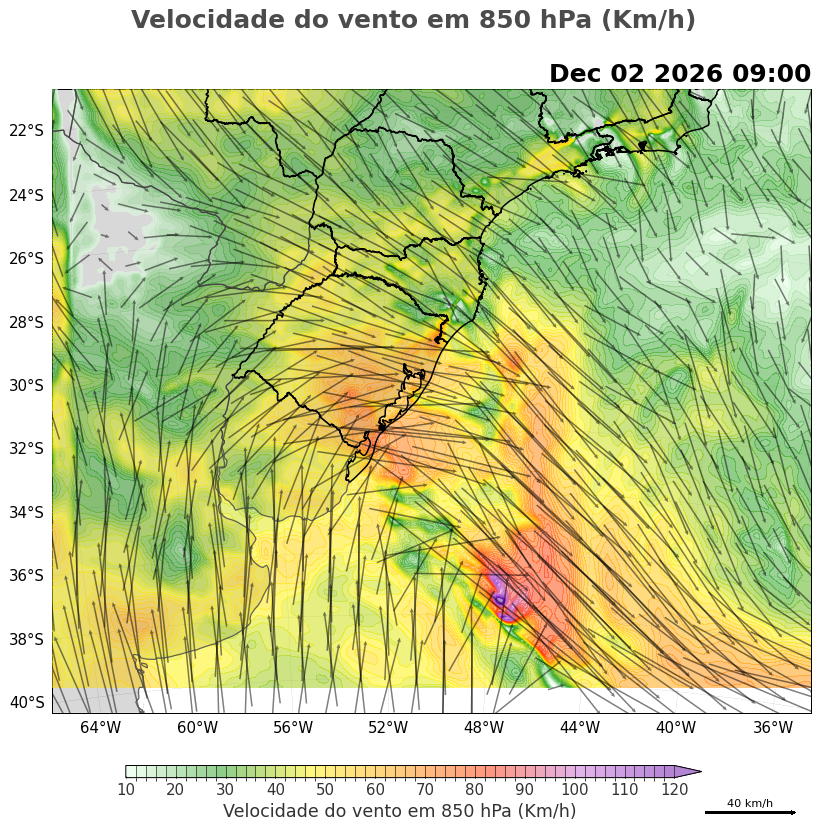 Velocidade do vento em 850 hPa (Km/h)
Dec 02 2026 09:00
22°S
24°S
26°S
28°S
30°S
32°S
34°S
36°S
38°S
40°S
64°W 60°W 56°W 52°W 48°W 44°W 40°W 36°W
10 20 30 40 50 60 70 80 90 100 110 120
Velocidade do vento em 850 hPa (Km/h)
40 km/h